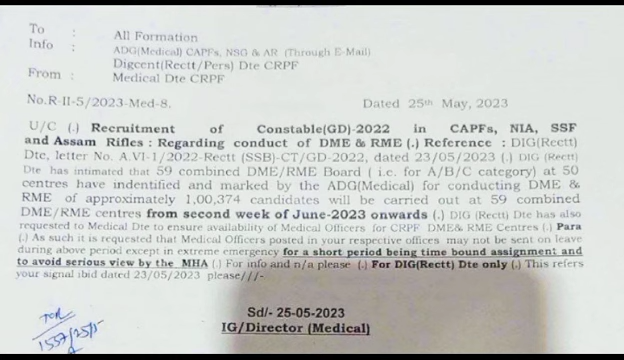 To : All Formation
Info : ADG(Medical) CAPFs, NSG & AR (Through E-Mail)
Digcent(Rectt/Pers) Dte CRPF
From : Medical Dte CRPF
No.R-II-5/2023-Med-8. Dated 25th May, 2023
U/C (.) Recruitment of Constable(GD)-2022 in CAPFs, NIA, SSF
and Assam Rifles : Regarding conduct of DME & RME (.) Reference : DIG(Rectt)
Dte, letter No. A.VI-1/2022-Rectt (SSB)-CT/GD-2022, dated 23/05/2023 (.) DIG (Rectt)
Dte has intimated that 59 combined DME/RME Board ( i.e. for A/B/C category) at 50
centres have indentified and marked by the ADG(Medical) for conducting DME &
RME of approximately 1,00,374 candidates will be carried out at 59 combined
DME/RME centres from second week of June-2023 onwards (.) DIG (Rectt) Dte has also
requested to Medical Dte to ensure availability of Medical Officers for CRPF DME& RME Centres (.) Para
(.) As such it is requested that Medical Officers posted in your respective offices may not be sent on leave
during above period except in extreme emergency for a short period being time bound assignment and
to avoid serious view by the MHA (.) For info and n/a please (.) For DIG(Rectt) Dte only (.) This refers
your signal ibid dated 23/05/2023 please///-
Sd/- 25-05-2023
IG/Director (Medical)
TOR
1537/25/5